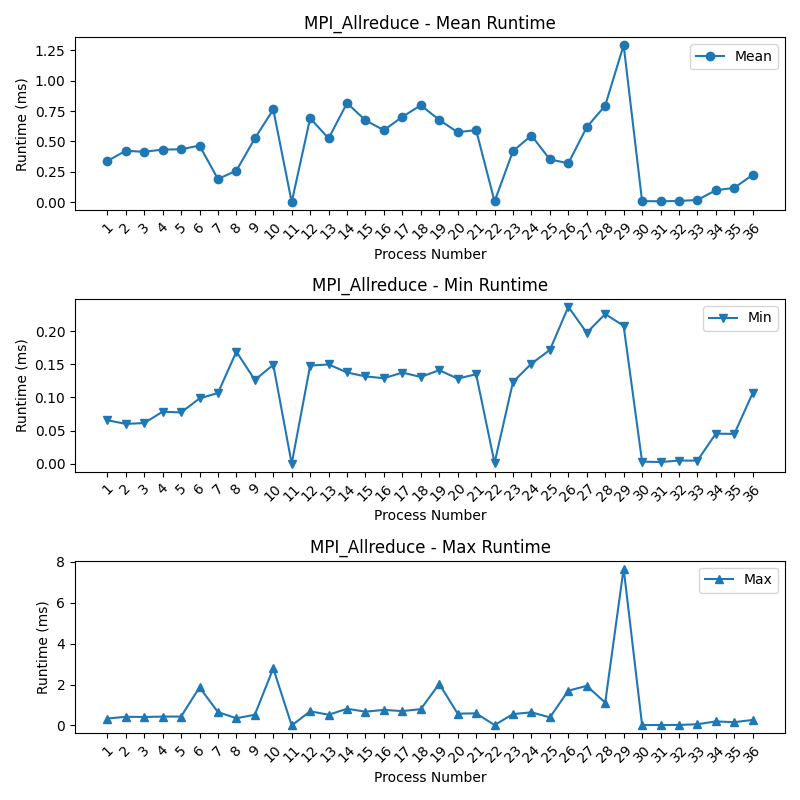 MPI_Allreduce - Mean Runtime
Runtime (ms)
1.25
1.00
0.75
0.50
0.25
0.00
Mean
1 2 3 4 5 6 7 8 9 10 11 12 13 14 15 16 17 18 19 20 21 22 23 24 25 26 27 28 29 30 31 32 33 34 35 36
Process Number
MPI_Allreduce - Min Runtime
Runtime (ms)
0.20
0.15
0.10
0.05
0.00
Min
1 2 3 4 5 6 7 8 9 10 11 12 13 14 15 16 17 18 19 20 21 22 23 24 25 26 27 28 29 30 31 32 33 34 35 36
Process Number
MPI_Allreduce - Max Runtime
Runtime (ms)
8
6
4
2
0
Max
1 2 3 4 5 6 7 8 9 10 11 12 13 14 15 16 17 18 19 20 21 22 23 24 25 26 27 28 29 30 31 32 33 34 35 36
Process Number